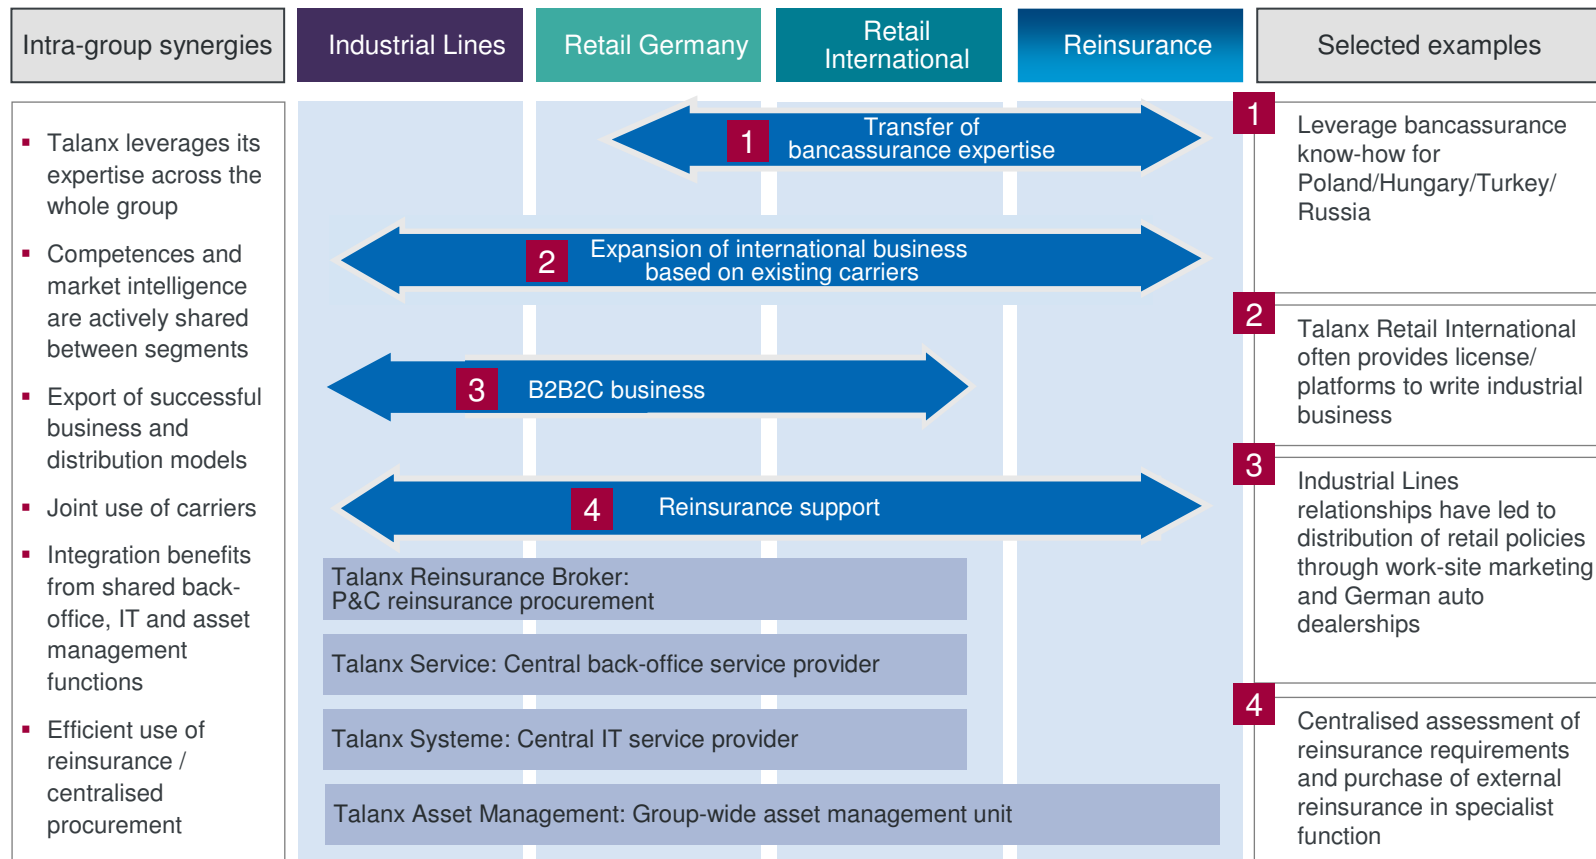 Intra-group synergies
Industrial Lines
Retail Germany
Retail
International
Reinsurance
Selected examples
▪ Talanx leverages its
expertise across the
whole group
▪ Competences and
market intelligence
are actively shared
between segments
▪ Export of successful
business and
distribution models
▪ Joint use of carriers
▪ Integration benefits
from shared back-
office, IT and asset
management
functions
▪ Efficient use of
reinsurance /
centralised
procurement
1
Transfer of
bancassurance expertise
2
Expansion of international business
based on existing carriers
3
B2B2C business
4
Reinsurance support
Talanx Reinsurance Broker:
P&C reinsurance procurement
Talanx Service: Central back-office service provider
Talanx Systeme: Central IT service provider
Talanx Asset Management: Group-wide asset management unit
1
Leverage bancassurance
know-how for
Poland/Hungary/Turkey/
Russia
2
Talanx Retail International
often provides license/
platforms to write industrial
business
3
Industrial Lines
relationships have led to
distribution of retail policies
through work-site marketing
and German auto
dealerships
4
Centralised assessment of
reinsurance requirements
and purchase of external
reinsurance in specialist
function